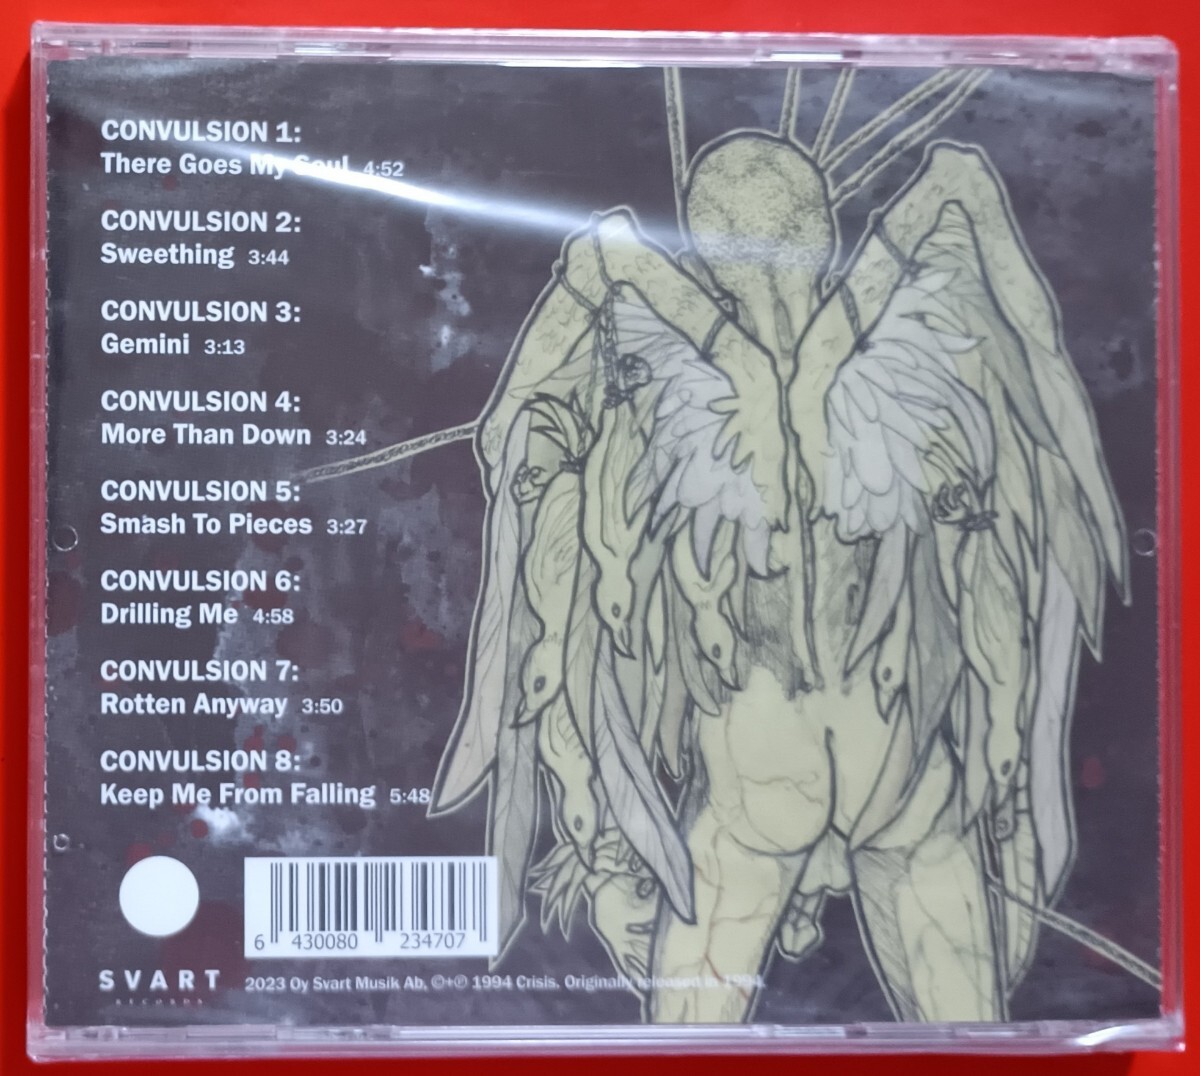 CONVULSION 1:
There Goes My Soul 4:52
CONVULSION 2:
Sweething 3:44
CONVULSION 3:
Gemini 3:13
CONVULSION 4:
More Than Down 3:24
CONVULSION 5:
Smash To Pieces 3:27
CONVULSION 6:
Drilling Me 4:58
CONVULSION 7:
Rotten Anyway 3:50
CONVULSION 8:
Keep Me From Falling 5:48
6 430080 234707
SVART
RECORDS
2023 Oy Svart Musik Ab, ©+℗ 1994 Crisis. Originally released in 1994.